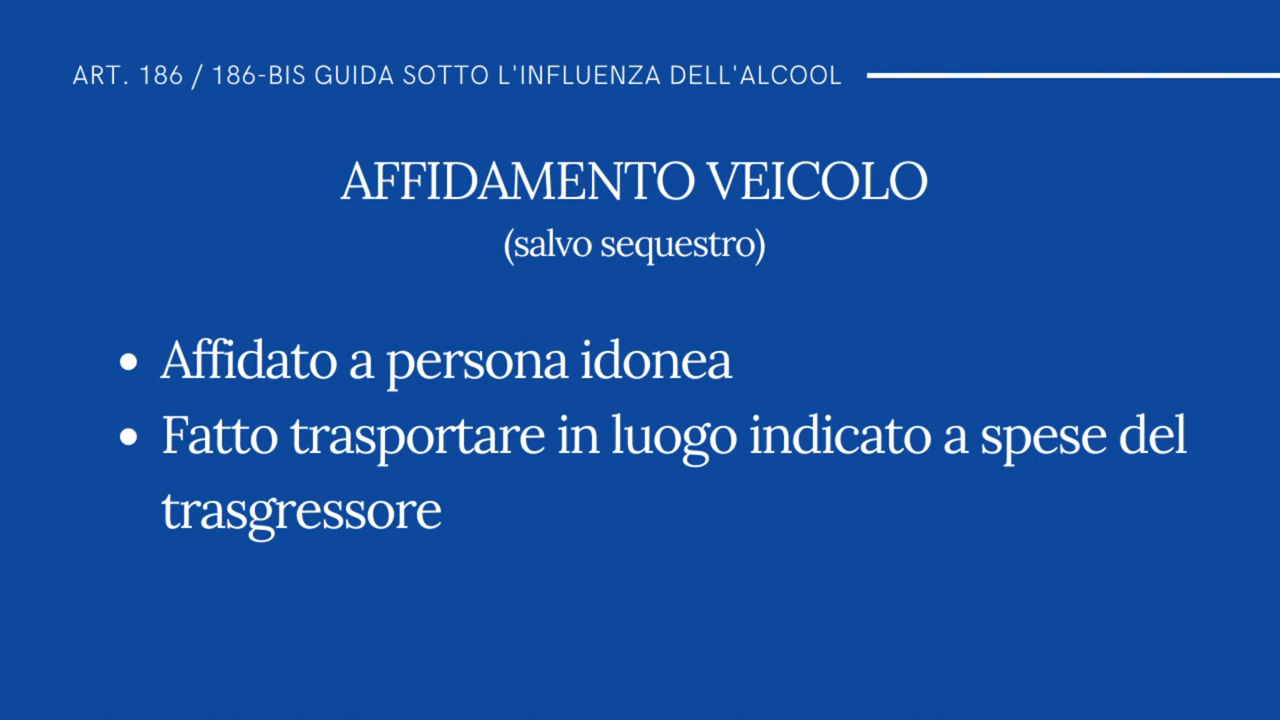 ART. 186 / 186-BIS GUIDA SOTTO L'INFLUENZA DELL'ALCOOL
AFFIDAMENTO VEICOLO
(salvo sequestro)
• Affidato a persona idonea
• Fatto trasportare in luogo indicato a spese del
trasgressore